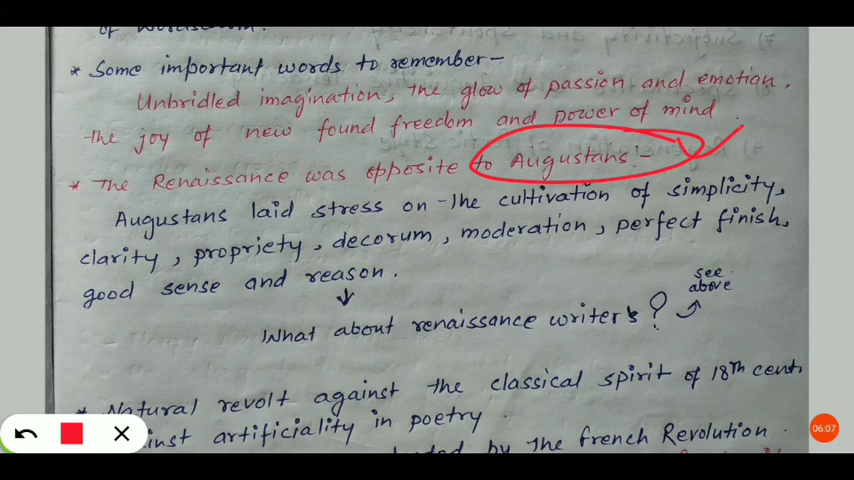 * Some important words to remember-
Unbridled imagination, the glow of passion and emotion.
the joy of new found freedom and power of mind.
* The Renaissance was opposite to Augustans:-
Augustans laid stress on the cultivation of simplicity,
clarity, propriety, decorum, moderation, perfect finish,
good sense and reason.
see
above
What about renaissance writer's?
* Natural revolt against the classical spirit of 18th cent
artificiality in poetry.
by the french Revolution.
06:07